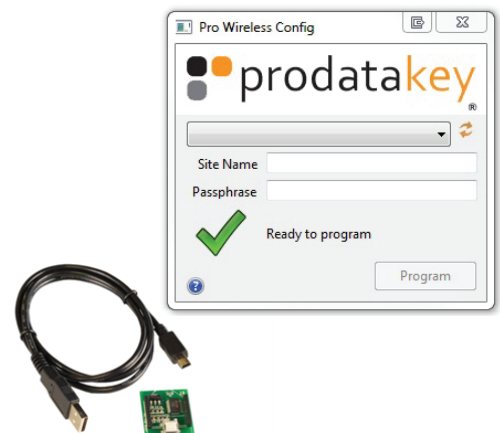 Pro Wireless Config
prodatakey
®
Site Name
Passphrase
Ready to program
?
Program